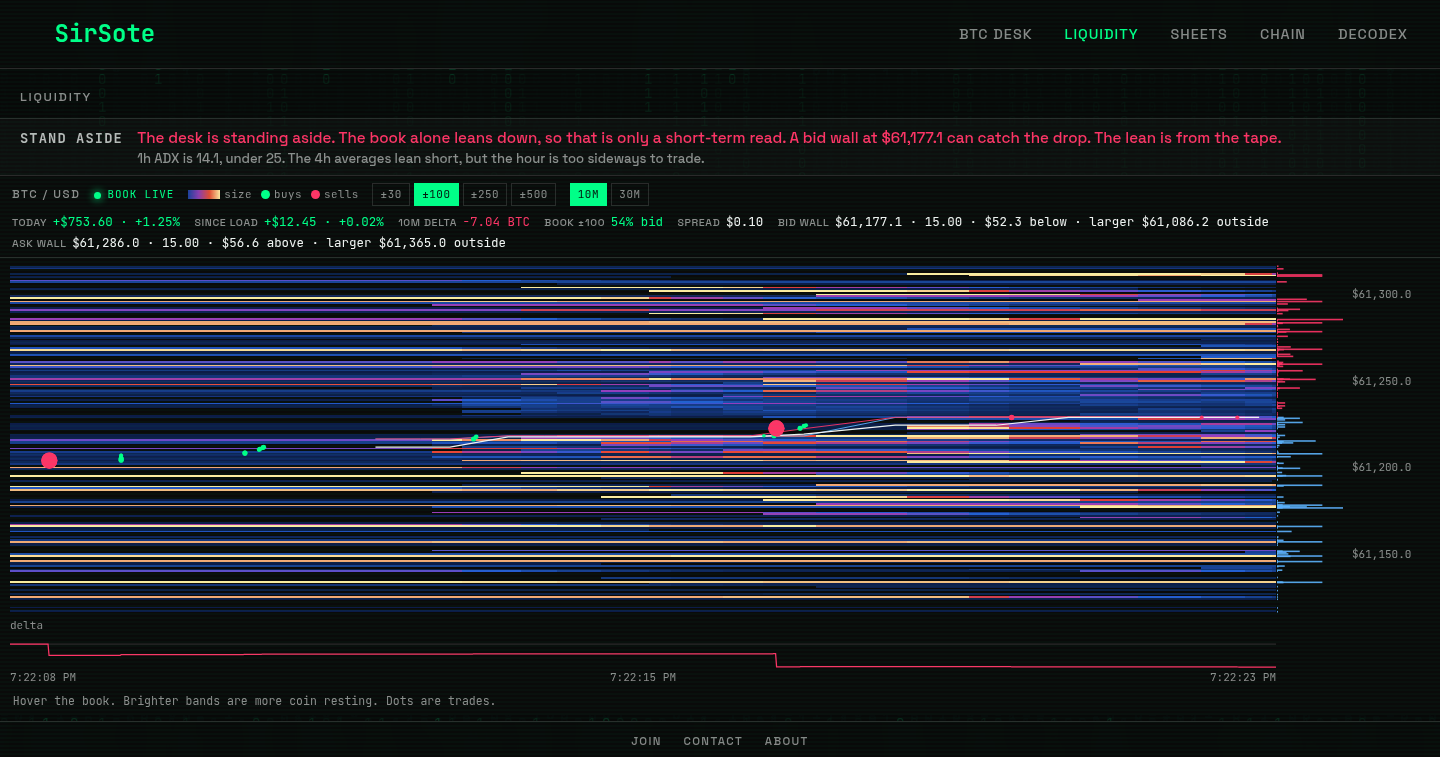 SirSote
BTC DESK LIQUIDITY SHEETS CHAIN DECODEX
LIQUIDITY
STAND ASIDE The desk is standing aside. The book alone leans down, so that is only a short-term read. A bid wall at $61,177.1 can catch the drop. The lean is from the tape.
1h ADX is 14.1, under 25. The 4h averages lean short, but the hour is too sideways to trade.
BTC / USD BOOK LIVE size buys sells ±30 ±100 ±250 ±500 10M 30M
TODAY +$753.60 · +1.25% SINCE LOAD +$12.45 · +0.02% 10M DELTA -7.04 BTC BOOK ±100 54% bid SPREAD $0.10 BID WALL $61,177.1 · 15.00 · $52.3 below · larger $61,086.2 outside
ASK WALL $61,286.0 · 15.00 · $56.6 above · larger $61,365.0 outside
$61,300.0
$61,250.0
$61,200.0
$61,150.0
delta
7:22:08 PM 7:22:15 PM 7:22:23 PM
Hover the book. Brighter bands are more coin resting. Dots are trades.
JOIN CONTACT ABOUT